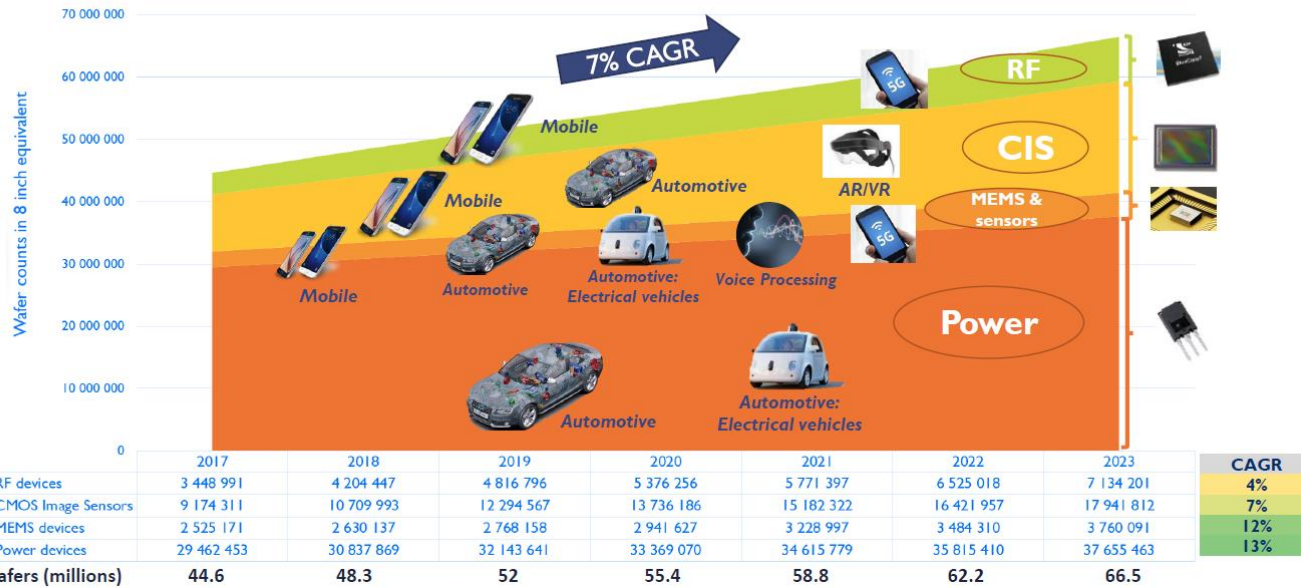 70 000 000
60 000 000
50 000 000
40 000 000
30 000 000
20 000 000
10 000 000
0
Wafer counts in 8 inch equivalent
7% CAGR
RF
5G
Mobile
CIS
Automotive
AR/VR
Mobile
MEMS &
sensors
5G
Mobile
Automotive
Automotive:
Electrical vehicles
Voice Processing
Power
Automotive
Automotive:
Electrical vehicles
2017 2018 2019 2020 2021 2022 2023 CAGR
RF devices 3 448 991 4 204 447 4 816 796 5 376 256 5 771 397 6 525 018 7 134 201 4%
CMOS Image Sensors 9 174 311 10 709 993 12 294 567 13 736 186 15 182 322 16 421 957 17 941 812 7%
MEMS devices 2 525 171 2 630 137 2 768 158 2 941 627 3 228 997 3 484 310 3 760 091 12%
Power devices 29 462 453 30 837 869 32 143 641 33 369 070 34 615 779 35 815 410 37 655 463 13%
afers (millions) 44.6 48.3 52 55.4 58.8 62.2 66.5